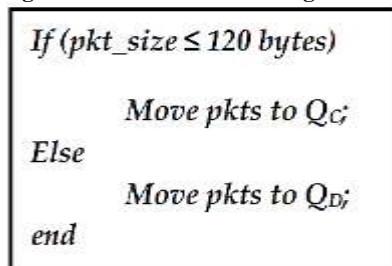 If (pkt_size ≤ 120 bytes)
Move pkts to QC;
Else
Move pkts to QD;
end